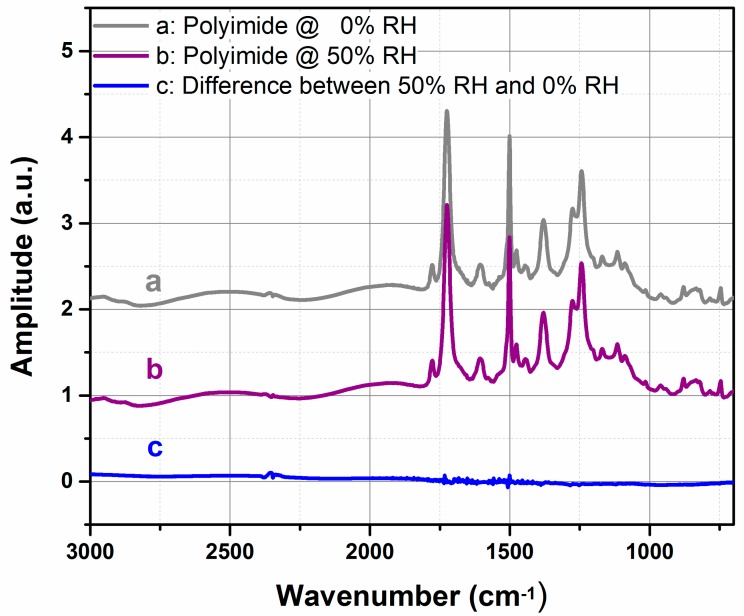 a: Polyimide @ 0% RH
b: Polyimide @ 50% RH
c: Difference between 50% RH and 0% RH
5
4
3
2
1
0
a
b
c
Amplitude (a.u.)
3000 2500 2000 1500 1000
Wavenumber (cm⁻¹)